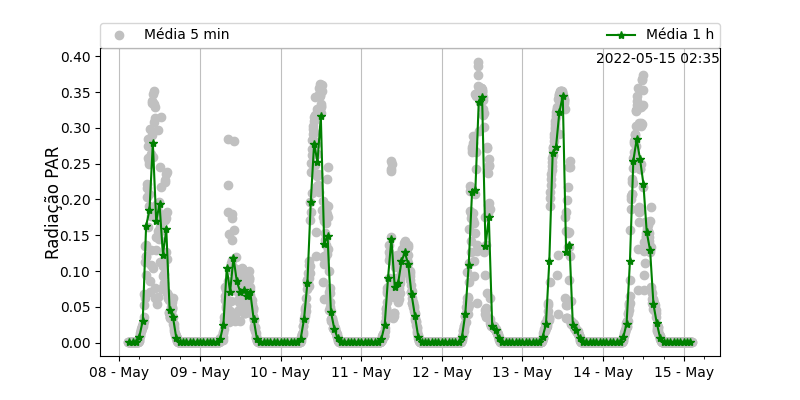 Média 5 min
Média 1 h
2022-05-15 02:35
Radiação PAR
0.40
0.35
0.30
0.25
0.20
0.15
0.10
0.05
0.00
08 - May
09 - May
10 - May
11 - May
12 - May
13 - May
14 - May
15 - May